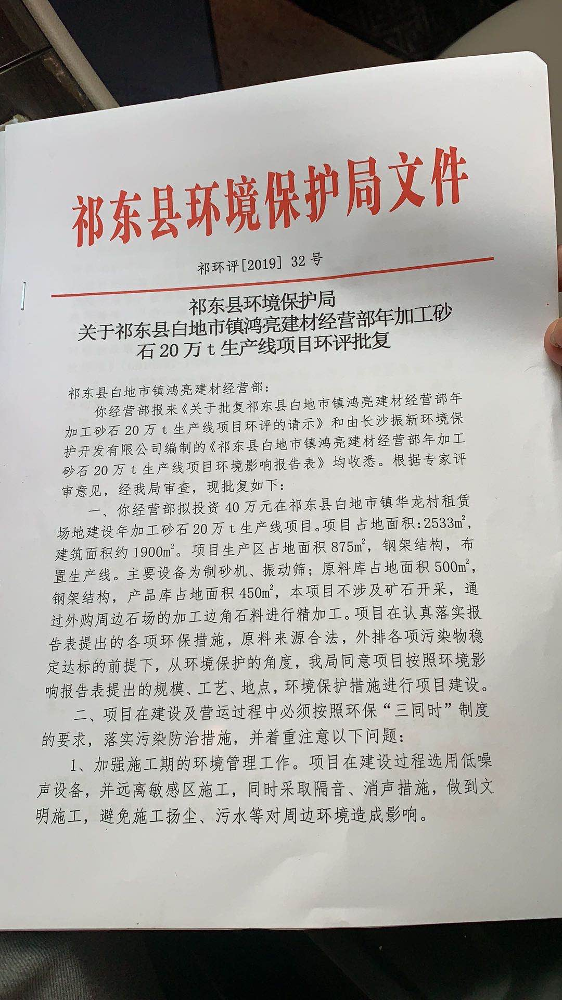 祁东县环境保护局文件
祁环评[2019] 32 号
祁东县环境保护局
关于祁东县白地市镇鸿亮建材经营部年加工砂
石 20 万 t 生产线项目环评批复
祁东县白地市镇鸿亮建材经营部：
你经营部报来《关于批复祁东县白地市镇鸿亮建材经营部年
加工砂石 20 万 t 生产线项目环评的请示》和由长沙振新环境保
护开发有限公司编制的《祁东县白地市镇鸿亮建材经营部年加工
砂石 20 万 t 生产线项目环境影响报告表》均收悉。根据专家评
审意见，经我局审查，现批复如下：
一、你经营部拟投资 40 万元在祁东县白地市镇华龙村租赁
场地建设年加工砂石 20 万 t 生产线项目。项目占地面积：2533㎡，
建筑面积约 1900㎡。项目生产区占地面积 875㎡，钢架结构，布
置生产线。主要设备为制砂机、振动筛；原料库占地面积 500㎡，
钢架结构，产品库占地面积 450㎡，本项目不涉及矿石开采，通
过外购周边石场的加工边角石料进行精加工。项目在认真落实报
告表提出的各项环保措施，原料来源合法，外排各项污染物稳
定达标的前提下，从环境保护的角度，我局同意项目按照环境影
响报告表提出的规模、工艺、地点，环境保护措施进行项目建设。
二、项目在建设及营运过程中必须按照环保“三同时”制度
的要求，落实污染防治措施，并着重注意以下问题：
1、加强施工期的环境管理工作。项目在建设过程选用低噪
声设备，并远离敏感区施工，同时采取隔音、消声措施，做到文
明施工，避免施工扬尘、污水等对周边环境造成影响。